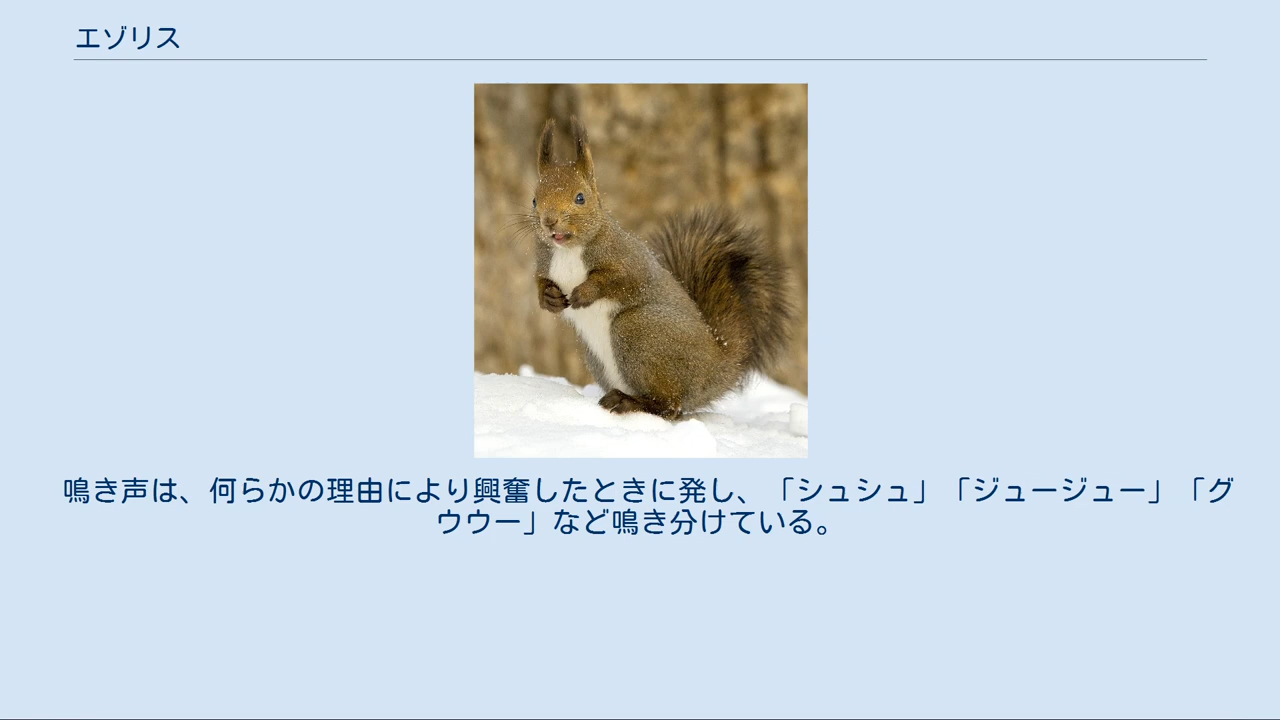 エゾリス
鳴き声は、何らかの理由により興奮したときに発し、「シュシュ」「ジュージュー」「グ
ウウー」など鳴き分けている。